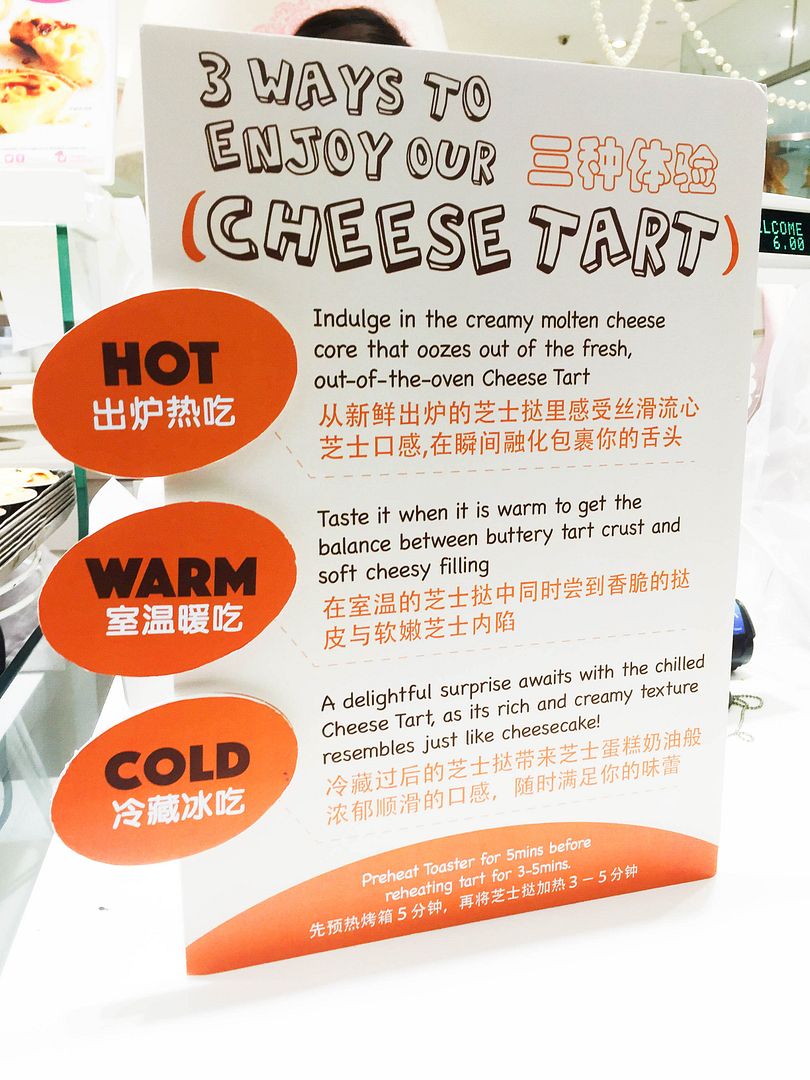 3 WAYS TO
ENJOY OUR
三种体验
(CHEESE TART)
HOT
出炉热吃
Indulge in the creamy molten cheese
core that oozes out of the fresh,
out-of-the-oven Cheese Tart
从新鲜出炉的芝士挞里感受丝滑流心
芝士口感,在瞬间融化包裹你的舌头
WARM
室温暖吃
Taste it when it is warm to get the
balance between buttery tart crust and
soft cheesy filling
在室温的芝士挞中同时尝到香脆的挞
皮与软嫩芝士内陷
COLD
冷藏冰吃
A delightful surprise awaits with the chilled
Cheese Tart, as its rich and creamy texture
resembles just like cheesecake!
冷藏过后的芝士挞带来芝士蛋糕奶油般
浓郁顺滑的口感，随时满足你的味蕾
Preheat Toaster for 5mins before
reheating tart for 3-5mins.
先预热烤箱5分钟，再将芝士挞加热3－5分钟
LCOME
6.00